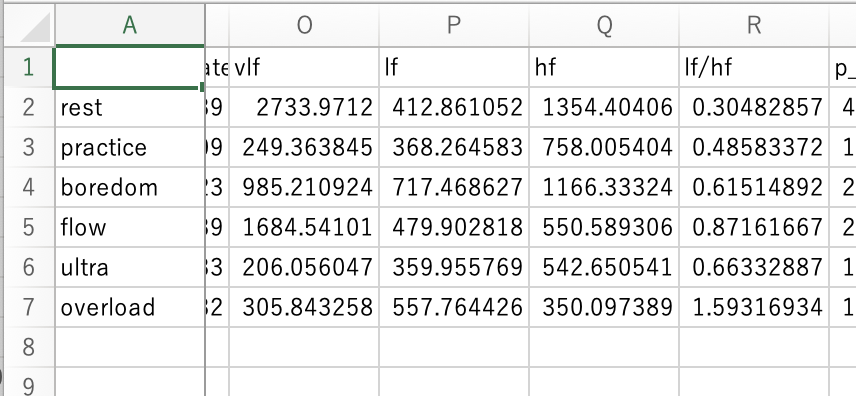 A O P Q R
1 ate vlf lf hf lf/hf p_
2 rest 39 2733.9712 412.861052 1354.40406 0.30482857 4
3 practice 09 249.363845 368.264583 758.005404 0.48583372 1
4 boredom 23 985.210924 717.468627 1166.33324 0.61514892 2
5 flow 39 1684.54101 479.902818 550.589306 0.87161667 2
6 ultra 33 206.056047 359.955769 542.650541 0.66332887 1
7 overload 32 305.843258 557.764426 350.097389 1.59316934 1
8
9